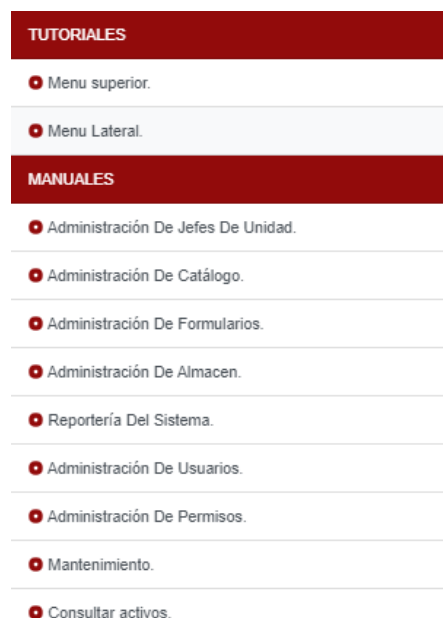 TUTORIALES
Menu superior.
Menu Lateral.
MANUALES
Administración De Jefes De Unidad.
Administración De Catálogo.
Administración De Formularios.
Administración De Almacen.
Reportería Del Sistema.
Administración De Usuarios.
Administración De Permisos.
Mantenimiento.
Consultar activos.